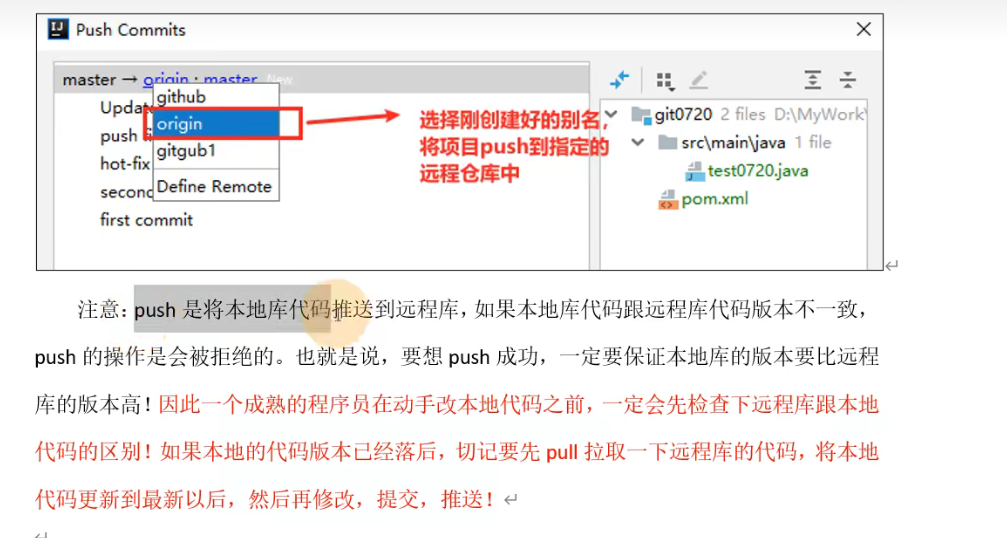 Push Commits
master → origin : master New
github
Updat
origin
push fi
gitgub1
hot-fix
Define Remote
second
first commit
选择刚创建好的别名，
将项目push到指定的
远程仓库中
git0720 2 files D:\MyWork\
src\main\java 1 file
test0720.java
pom.xml
注意：push 是将本地库代码推送到远程库，如果本地库代码跟远程库代码版本不一致，
push 的操作是会被拒绝的。也就是说，要想 push 成功，一定要保证本地库的版本要比远程
库的版本高！因此一个成熟的程序员在动手改本地代码之前，一定会先检查下远程库跟本地
代码的区别！如果本地的代码版本已经落后，切记要先 pull 拉取一下远程库的代码，将本地
代码更新到最新以后，然后再修改，提交，推送！